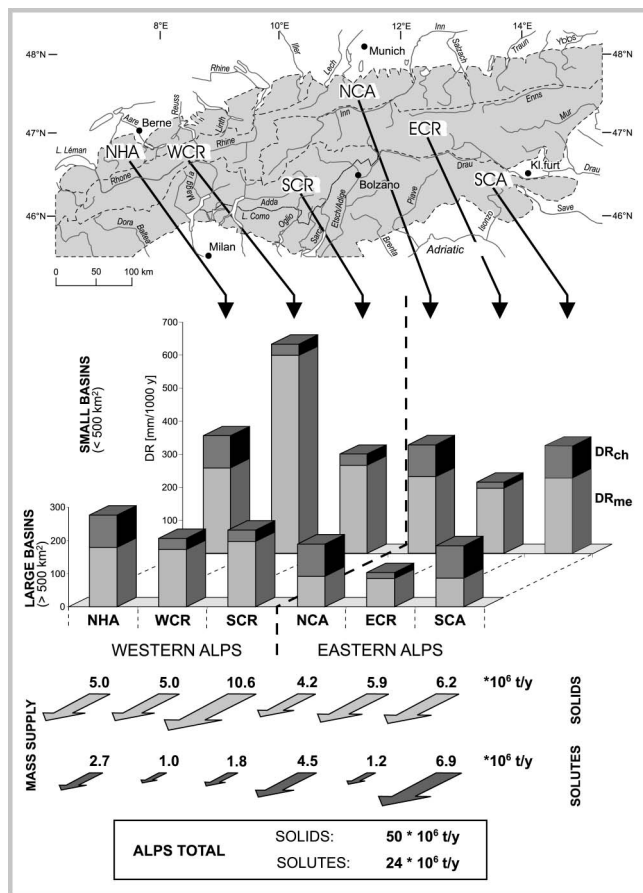 8°E 10°E 12°E 14°E
48°N 48°N
47°N 47°N
46°N 46°N
Iller
Lech
Inn
Salzach
Traun
Ybbs
Rhine
Munich
Aare
Berne
Reuss
Linth
NCA
Inn
Enns
Mur
ECR
L. Léman
NHA
WCR
Rhine
Rhone
Maggia
SCR
Bolzano
Drau
Kl.furt
Drau
SCA
Adda
L. Como
Oglio
Sarca
Etsch/Adige
Piave
Brenta
Isonzo
Save
Dora
Baltea
Milan
Adriatic
0 50 100 km
SMALL BASINS
(< 500 km²)
DR [mm/1000 y]
700
600
500
400
300
200
100
DRch
DRme
LARGE BASINS
(> 500 km²)
300
200
100
0
NHA WCR SCR NCA ECR SCA
WESTERN ALPS EASTERN ALPS
MASS SUPPLY
5.0 5.0 10.6 4.2 5.9 6.2 *10⁶ t/y
SOLIDS
2.7 1.0 1.8 4.5 1.2 6.9 *10⁶ t/y
SOLUTES
ALPS TOTAL
SOLIDS: 50 * 10⁶ t/y
SOLUTES: 24 * 10⁶ t/y